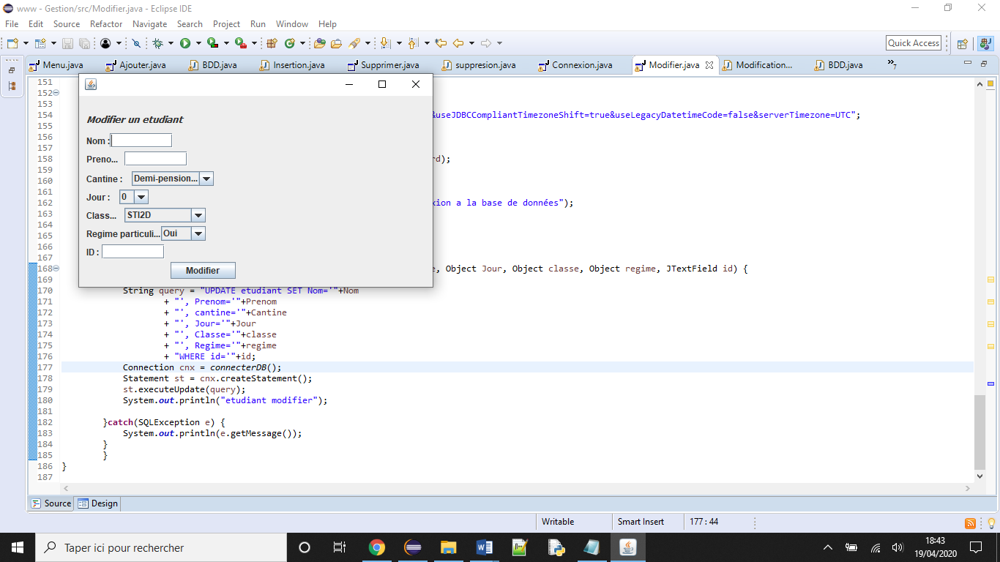 www - Gestion/src/Modifier.java - Eclipse IDE
File Edit Source Refactor Navigate Search Project Run Window Help
Quick Access
Menu.java Ajouter.java BDD.java Insertion.java Supprimer.java suppresion.java Connexion.java Modifier.java Modification... BDD.java »7
Modifier un etudiant
Nom :
Preno...
Cantine : Demi-pension...
Jour : 0
Class... STI2D
Regime particuli... Oui
ID :
Modifier
151
152
153
154 &useJDBCCompliantTimezoneShift=true&useLegacyDatetimeCode=false&serverTimezone=UTC";
155
156
157
158 rd);
159
160
161
162 xion a la base de données");
163
164
165
166
167
168 e, Object Jour, Object classe, Object regime, JTextField id) {
169
170 String query = "UPDATE etudiant SET Nom='"+Nom
171 + "', Prenom='"+Prenom
172 + "', cantine='"+Cantine
173 + "', Jour='"+Jour
174 + "', Classe='"+classe
175 + "', Regime='"+regime
176 + "WHERE id='"+id;
177 Connection cnx = connecterDB();
178 Statement st = cnx.createStatement();
179 st.executeUpdate(query);
180 System.out.println("etudiant modifier");
181
182 }catch(SQLException e) {
183 System.out.println(e.getMessage());
184 }
185 }
186 }
187
Source Design
Writable Smart Insert 177 : 44
Taper ici pour rechercher
18:43
19/04/2020